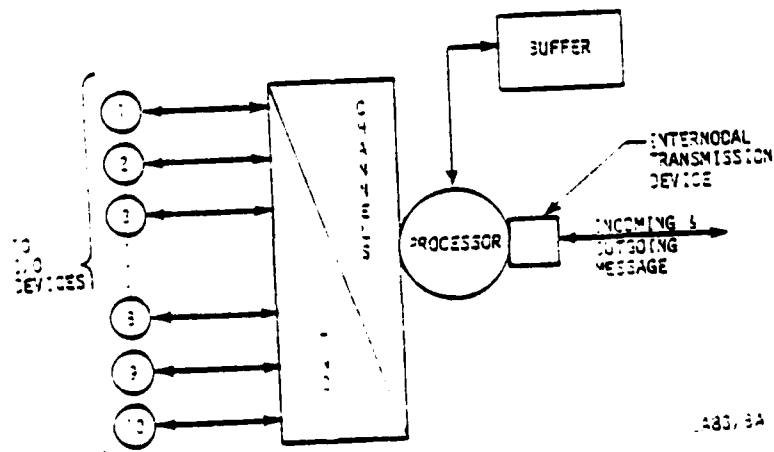 BUFFER
INTERNODAL
TRANSMISSION
DEVICE
1
2
3
8
9
10
TO
I/O
DEVICES
CHANNELS
I/O
PROCESSOR
INCOMING &
OUTGOING
MESSAGE